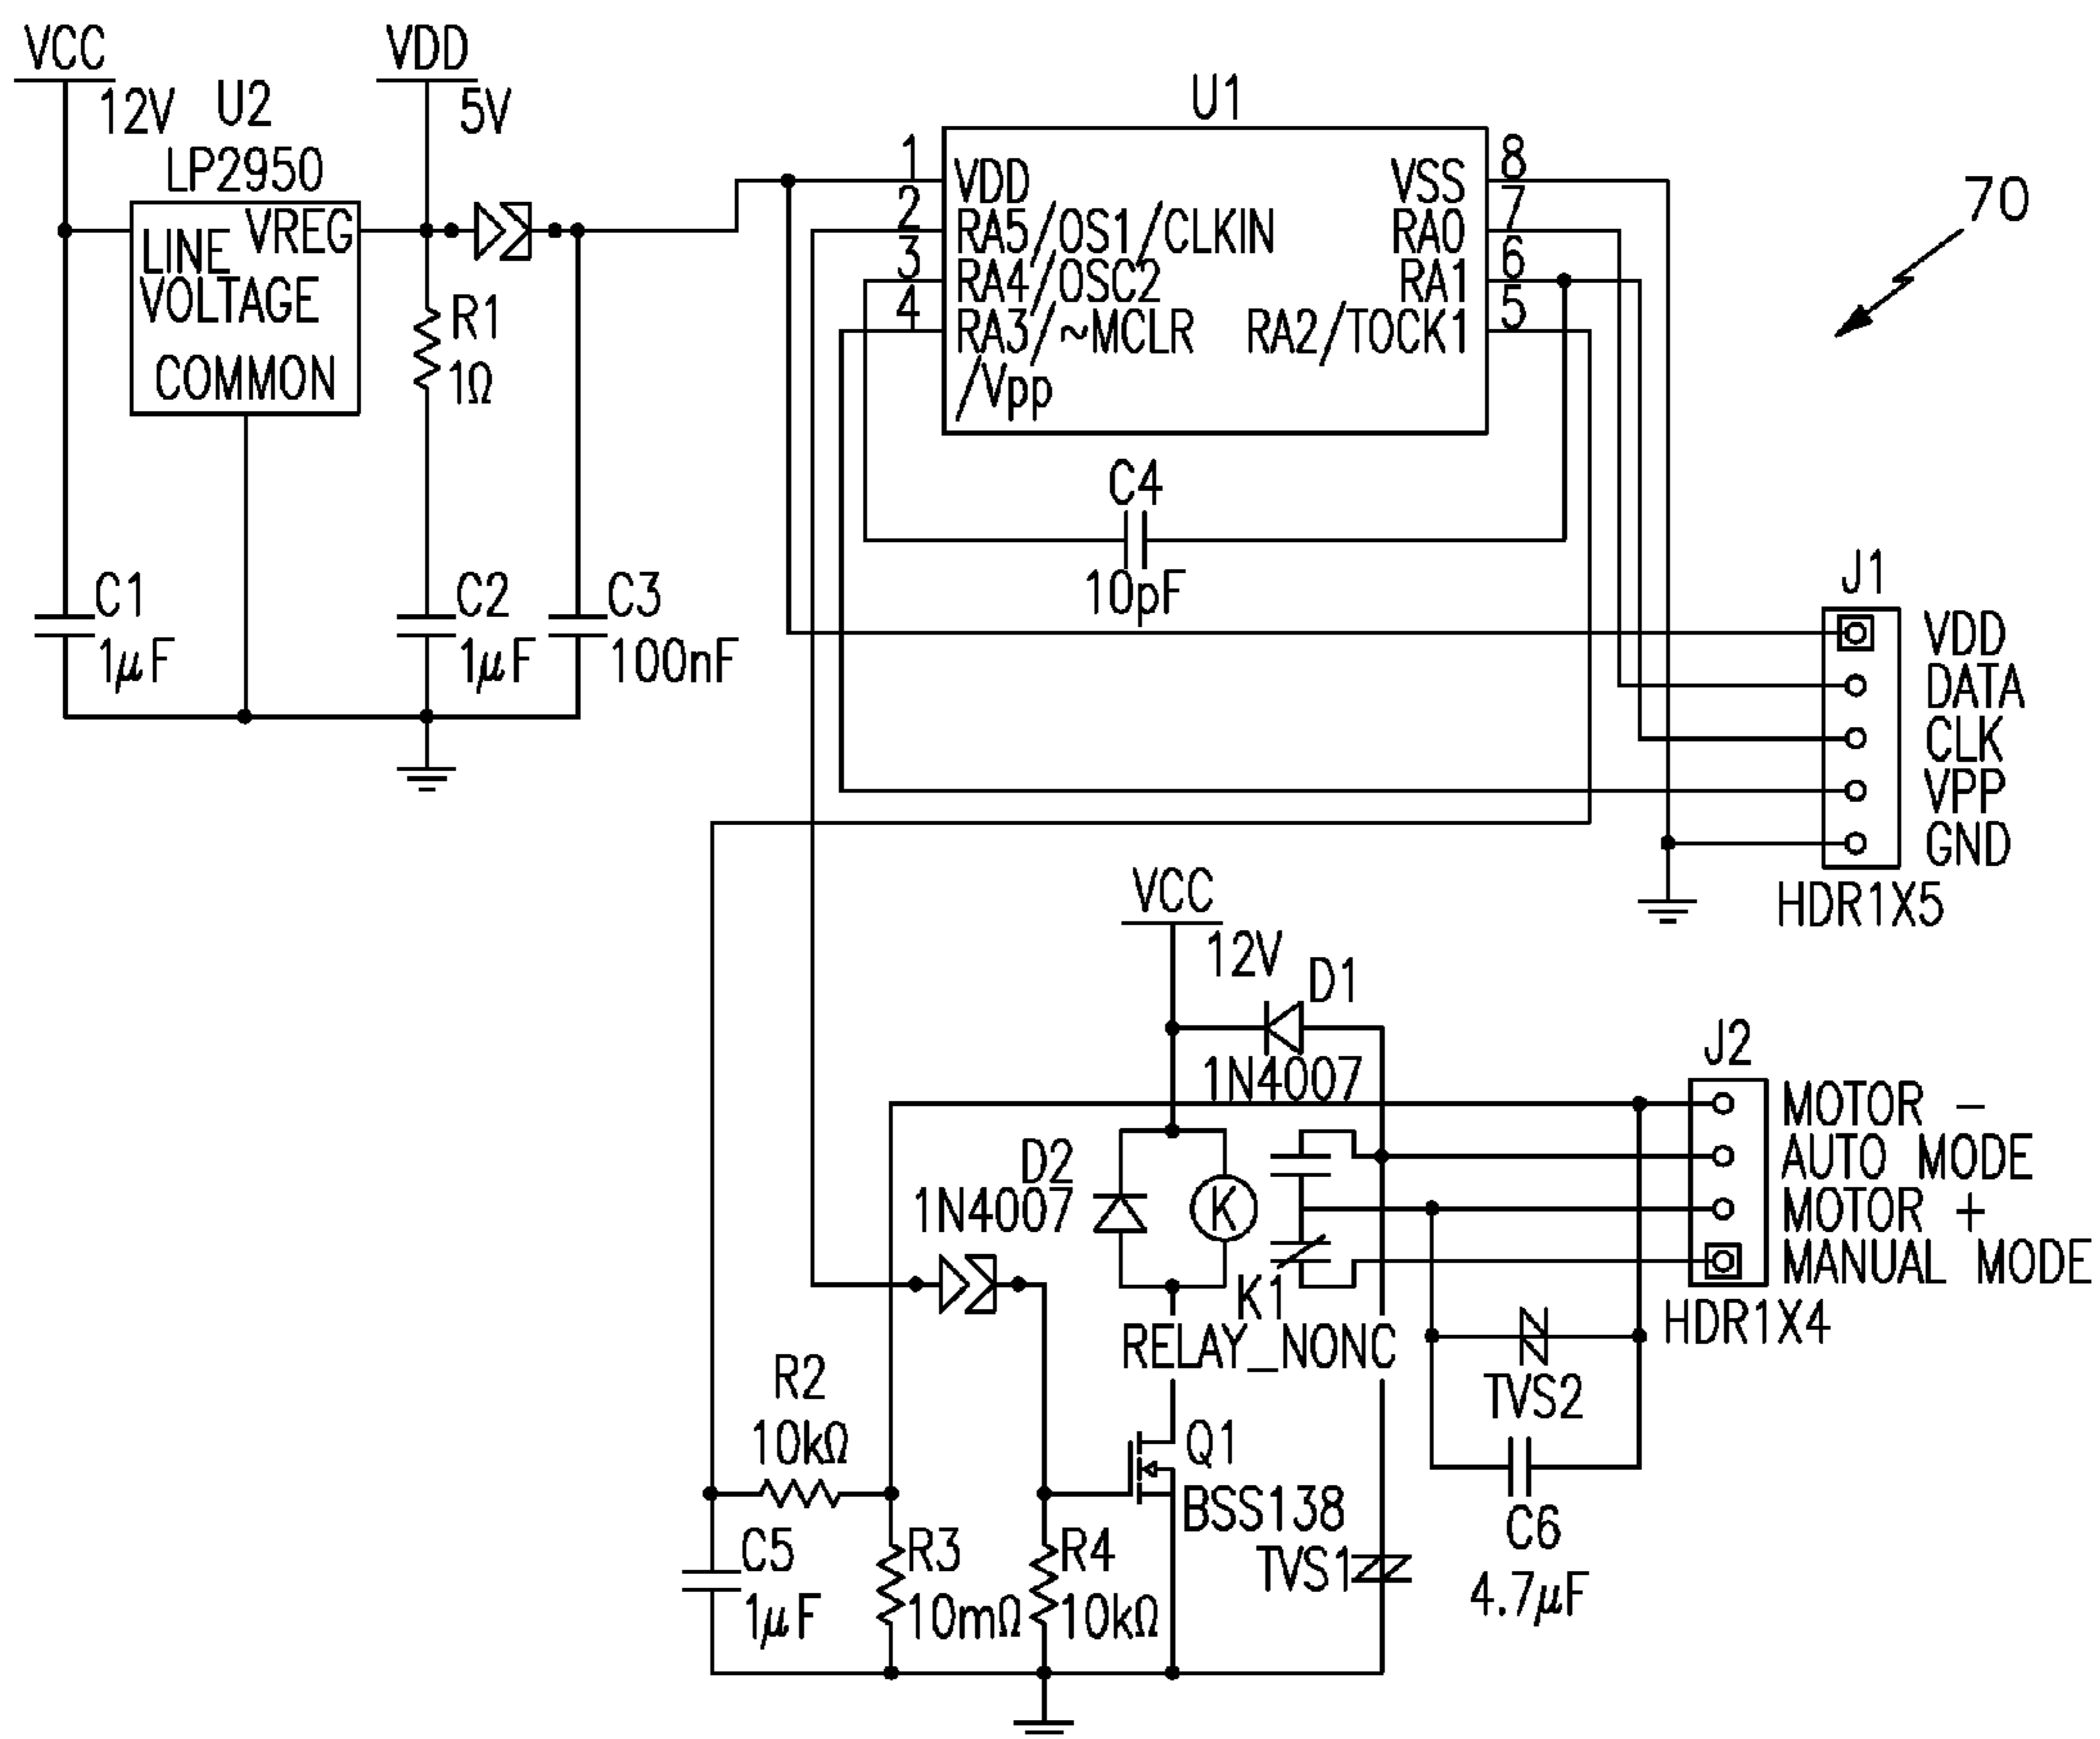 VCC
12V
U2
LP2950
LINE
VREG
VOLTAGE
COMMON
VDD
5V
R1
1Ω
C1
1μF
C2
1μF
C3
100nF
U1
1
VDD
2
RA5/OS1/CLKIN
3
RA4/OSC2
4
RA3/~MCLR
/Vpp
VSS
8
RA0
7
RA1
6
RA2/TOCK1
5
70
C4
10pF
J1
VDD
DATA
CLK
VPP
GND
HDR1X5
VCC
12V
D1
1N4007
J2
MOTOR -
AUTO MODE
MOTOR +
MANUAL MODE
HDR1X4
D2
1N4007
K
K1
RELAY_NONC
TVS2
C6
4.7μF
R2
10kΩ
Q1
BSS138
TVS1
C5
1μF
R3
10mΩ
R4
10kΩ